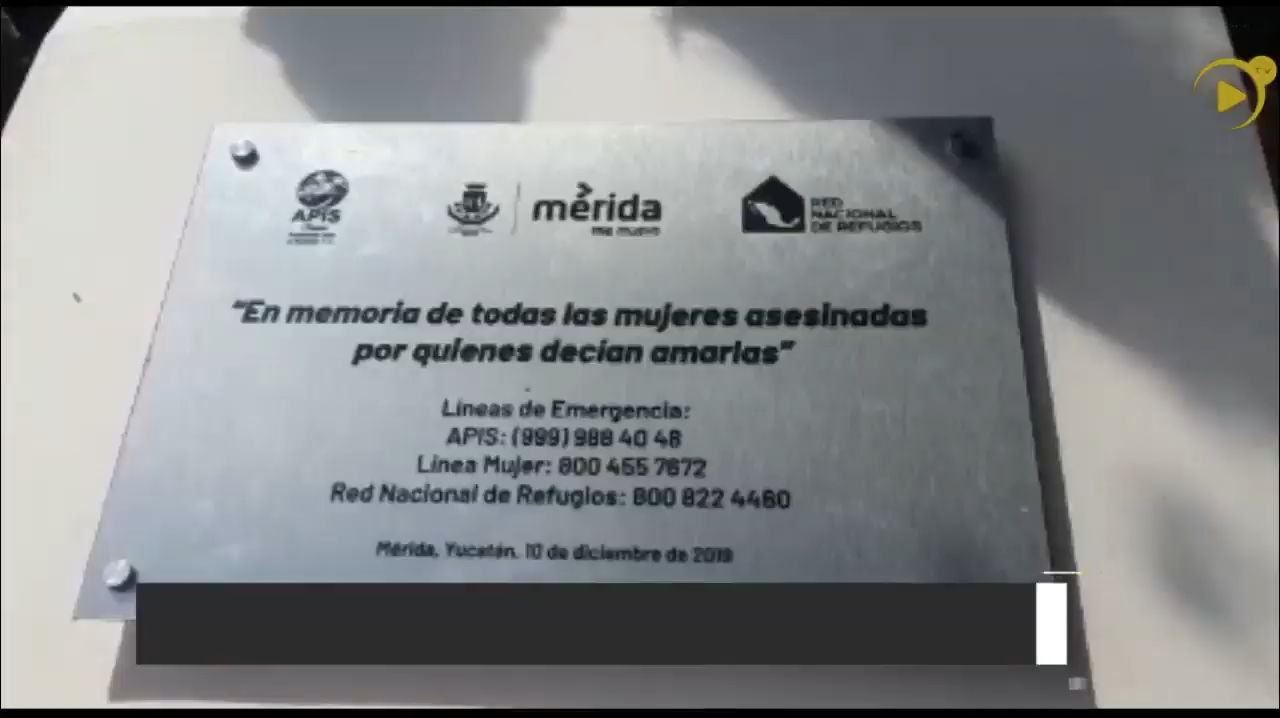 APIS
mérida
RED
NACIONAL
DE REFUGIOS
"En memoria de todas las mujeres asesinadas
por quienes decían amarlas"
Líneas de Emergencia:
APIS: (999) 988 40 48
Línea Mujer: 800 455 7672
Red Nacional de Refugios: 800 822 4460
Mérida, Yucatán, 10 de diciembre de 2019